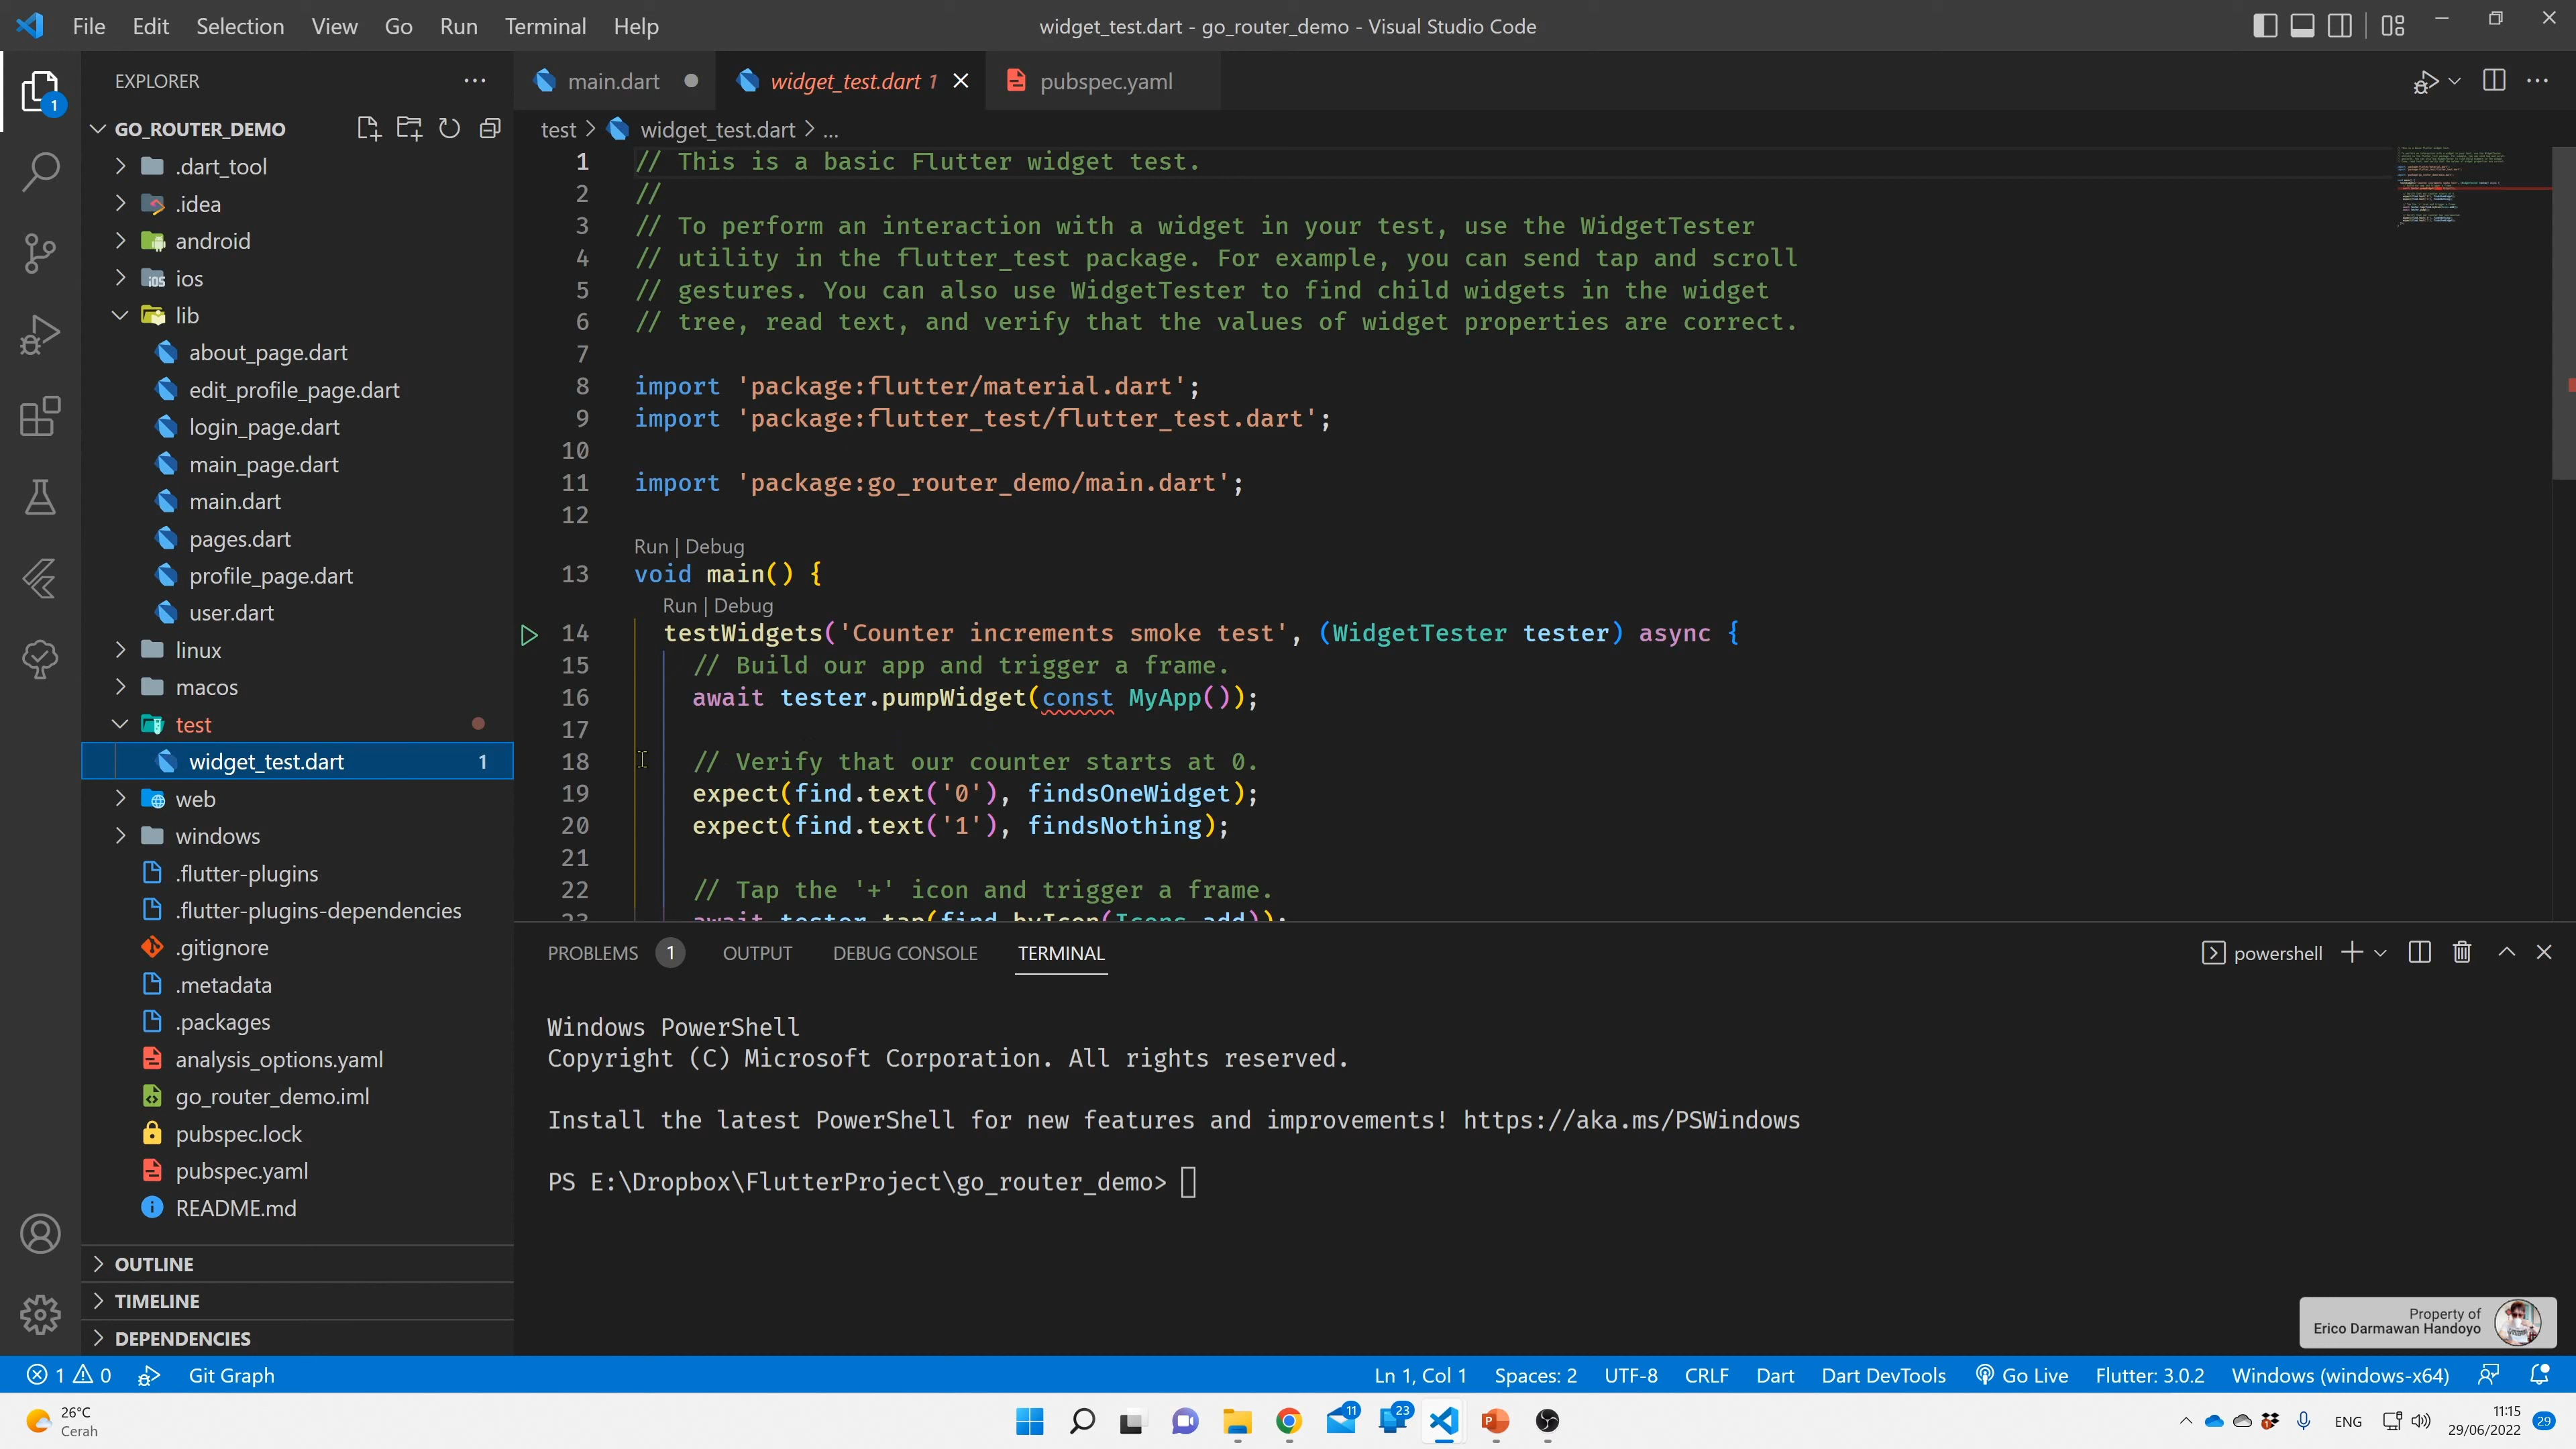 File Edit Selection View Go Run Terminal Help
widget_test.dart - go_router_demo - Visual Studio Code
1
EXPLORER
GO_ROUTER_DEMO
.dart_tool
.idea
android
ios
lib
about_page.dart
edit_profile_page.dart
login_page.dart
main_page.dart
main.dart
pages.dart
profile_page.dart
user.dart
linux
macos
test
widget_test.dart 1
web
windows
.flutter-plugins
.flutter-plugins-dependencies
.gitignore
.metadata
.packages
analysis_options.yaml
go_router_demo.iml
pubspec.lock
pubspec.yaml
README.md
OUTLINE
TIMELINE
DEPENDENCIES
main.dart widget_test.dart 1 pubspec.yaml
test > widget_test.dart > ...
1 // This is a basic Flutter widget test.
2 //
3 // To perform an interaction with a widget in your test, use the WidgetTester
4 // utility in the flutter_test package. For example, you can send tap and scroll
5 // gestures. You can also use WidgetTester to find child widgets in the widget
6 // tree, read text, and verify that the values of widget properties are correct.
7
8 import 'package:flutter/material.dart';
9 import 'package:flutter_test/flutter_test.dart';
10
11 import 'package:go_router_demo/main.dart';
12
Run | Debug
13 void main() {
Run | Debug
14 testWidgets('Counter increments smoke test', (WidgetTester tester) async {
15 // Build our app and trigger a frame.
16 await tester.pumpWidget(const MyApp());
17
18 // Verify that our counter starts at 0.
19 expect(find.text('0'), findsOneWidget);
20 expect(find.text('1'), findsNothing);
21
22 // Tap the '+' icon and trigger a frame.
23 await tester.tap(find.byIcon(Icons.add));
PROBLEMS 1 OUTPUT DEBUG CONSOLE TERMINAL
powershell
Windows PowerShell
Copyright (C) Microsoft Corporation. All rights reserved.
Install the latest PowerShell for new features and improvements! https://aka.ms/PSWindows
PS E:\Dropbox\FlutterProject\go_router_demo>
Property of
Erico Darmawan Handoyo
1 0 Git Graph
Ln 1, Col 1 Spaces: 2 UTF-8 CRLF Dart Dart DevTools Go Live Flutter: 3.0.2 Windows (windows-x64)
26°C
Cerah
11 23
ENG
11:15
29/06/2022
29